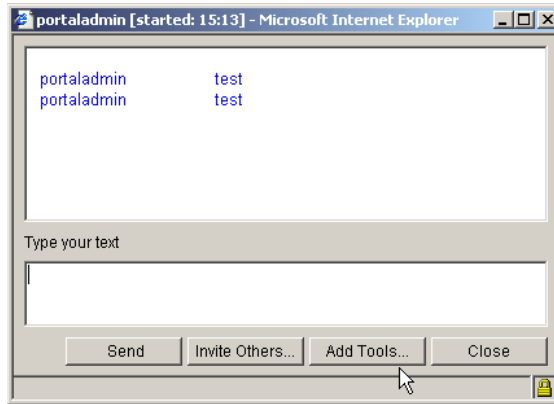 portaladmin [started: 15:13] - Microsoft Internet Explorer
portaladmin test
portaladmin test
Type your text
Send Invite Others... Add Tools... Close